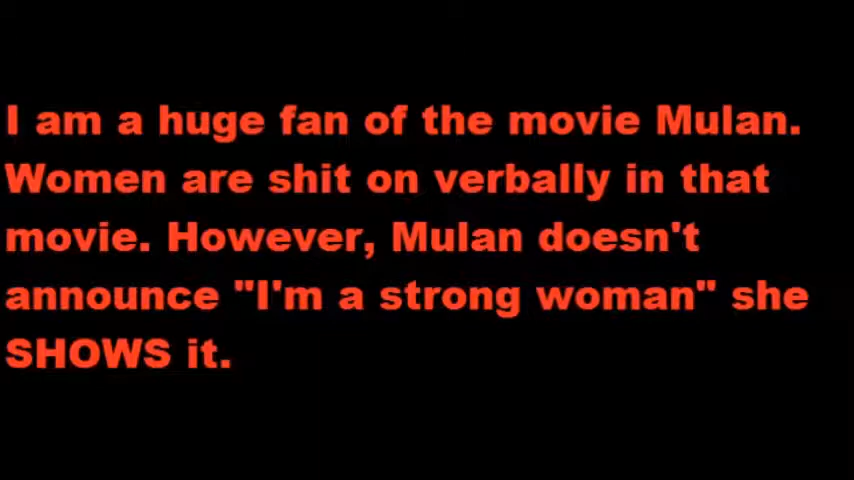 I am a huge fan of the movie Mulan.
Women are shit on verbally in that
movie. However, Mulan doesn't
announce "I'm a strong woman" she
SHOWS it.